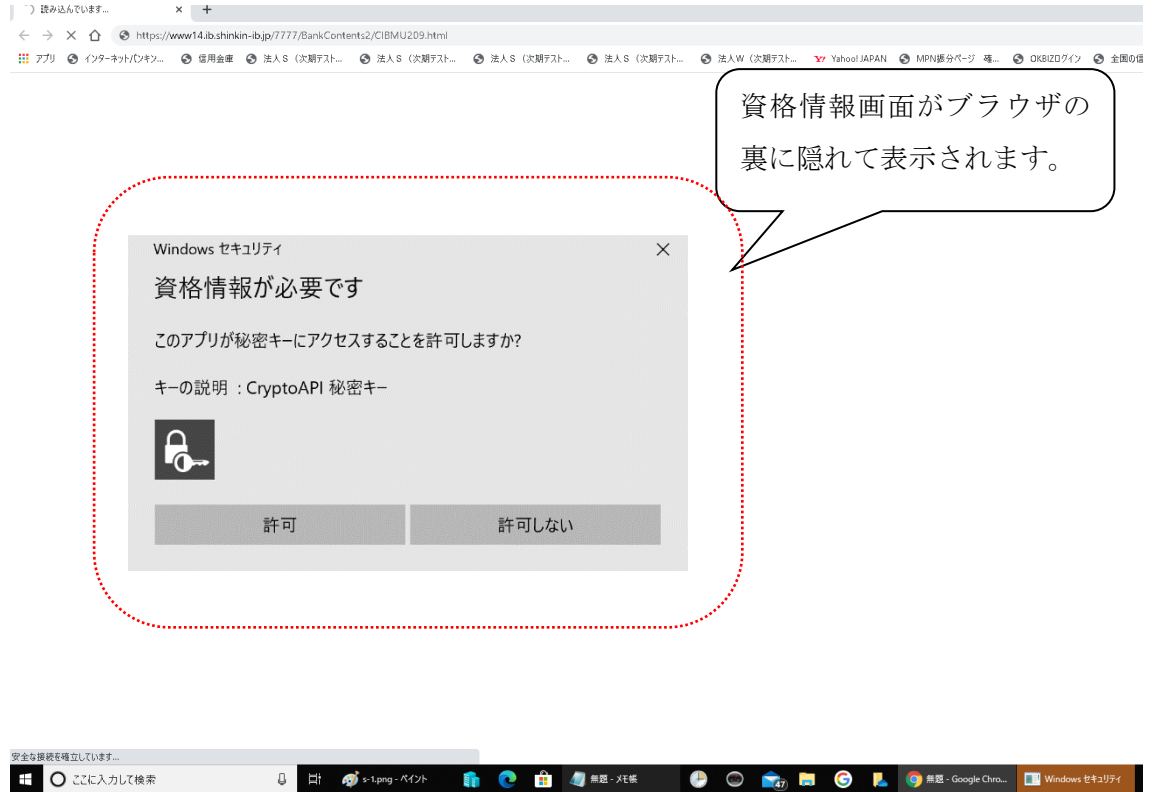 読み込んでいます...
https://www14.ib.shinkin-ib.jp/7777/BankContents2/CIBMU209.html
アプリ インターネットバンキン... 信用金庫 法人S（次期テスト... 法人S（次期テスト... 法人S（次期テスト... 法人S（次期テスト... 法人W（次期テスト... Yahoo! JAPAN MPN振分ページ 確... OKBIZログイン 全国の信
資格情報画面がブラウザの
裏に隠れて表示されます。
Windows セキュリティ
資格情報が必要です
このアプリが秘密キーにアクセスすることを許可しますか?
キーの説明 : CryptoAPI 秘密キー
許可 許可しない
安全な接続を確立しています...
ここに入力して検索 s-1.png - ペイント 無題 - メモ帳 47 無題 - Google Chro... Windows セキュリティ